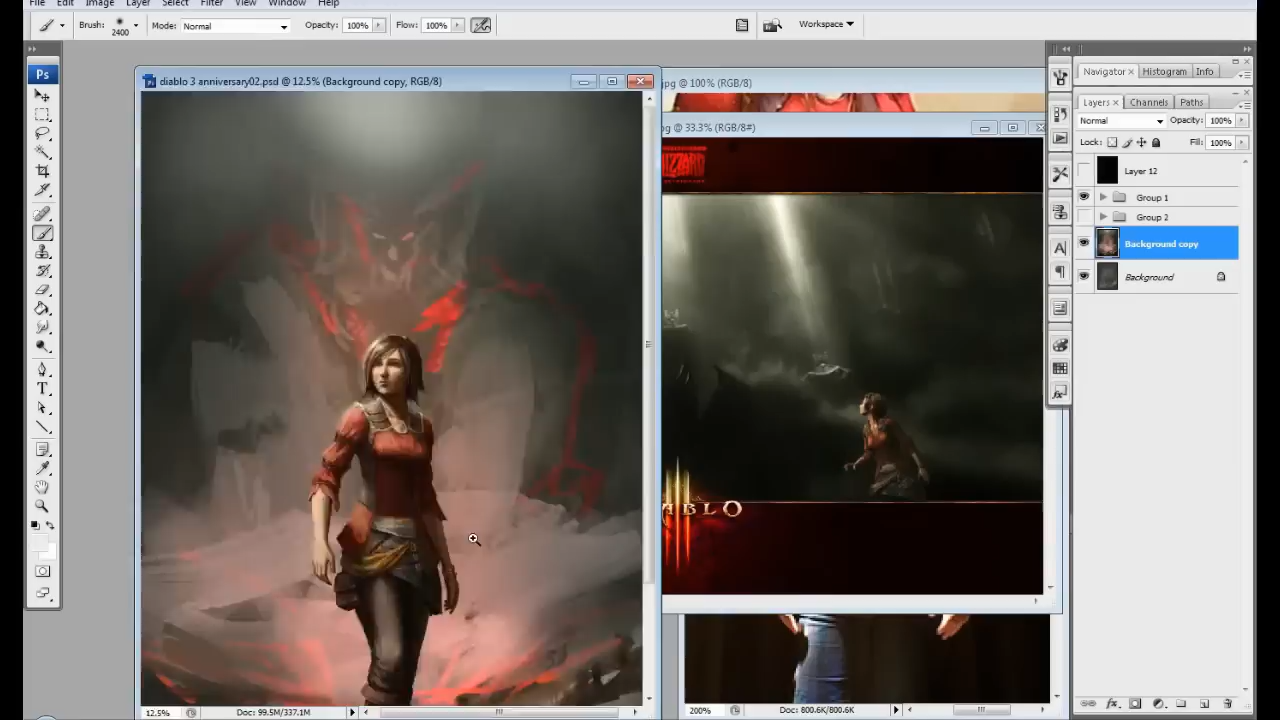 File Edit Image Layer Select Filter View Window Help
Brush: 2400 Mode: Normal Opacity: 100% Flow: 100% Workspace
Ps
diablo 3 anniversary02.psd @ 12.5% (Background copy, RGB/8)
jpg @ 100% (RGB/8)
pg @ 33.3% (RGB/8#)
IZZARD
ABLO
12.5% Doc: 99.5M/337.1M
200% Doc: 800.6K/800.6K
Navigator × Histogram Info
Layers × Channels Paths
Normal Opacity: 100%
Lock: Fill: 100%
Layer 12
Group 1
Group 2
Background copy
Background